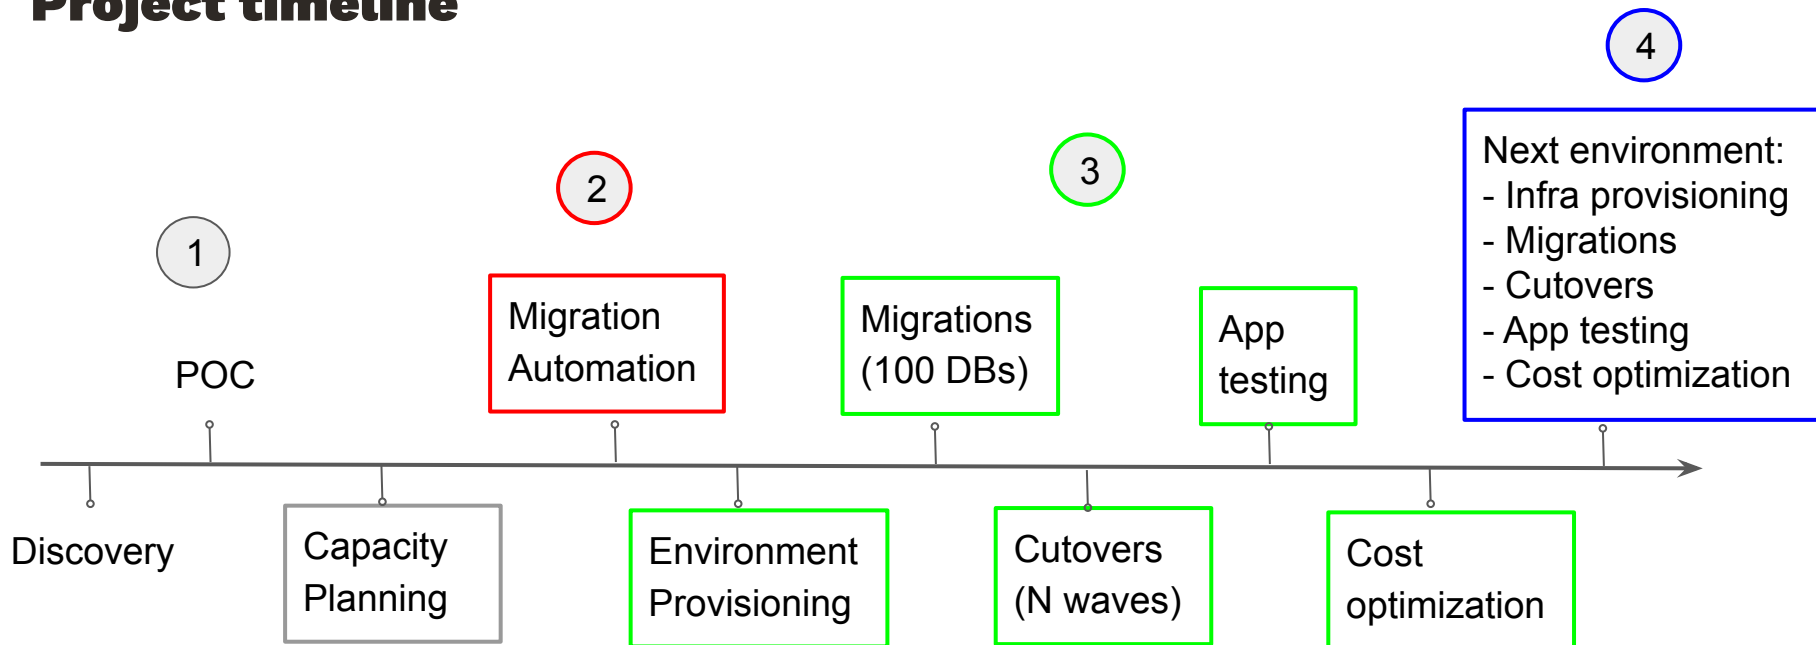 Project timeline
4
Next environment:
- Infra provisioning
- Migrations
- Cutovers
- App testing
- Cost optimization
3
2
1
Migration
Automation
Migrations
(100 DBs)
App
testing
POC
Discovery
Capacity
Planning
Environment
Provisioning
Cutovers
(N waves)
Cost
optimization